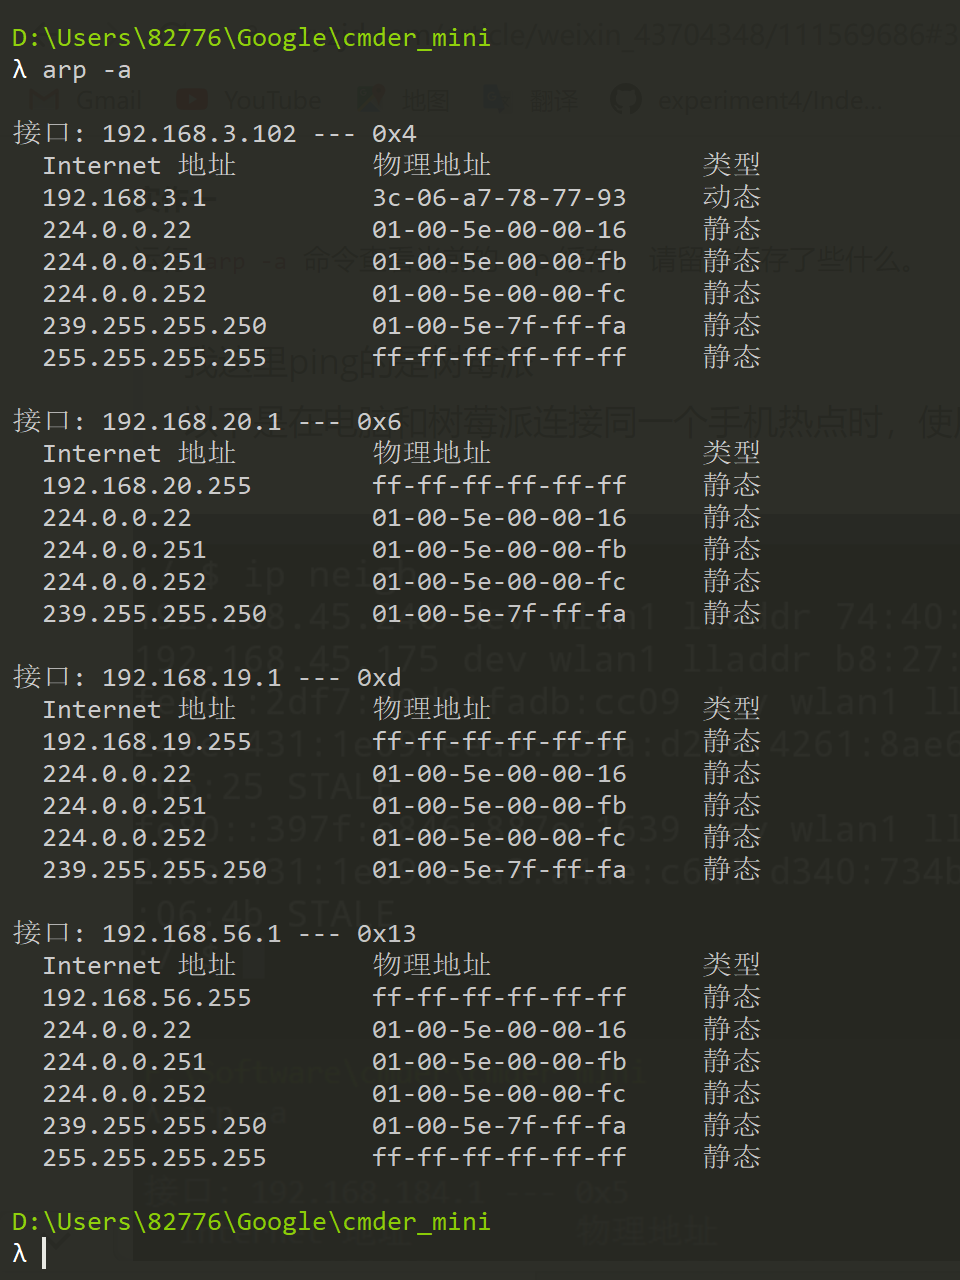 D:\Users\82776\Google\cmder_mini
λ arp -a
接口: 192.168.3.102 --- 0x4
Internet 地址 物理地址 类型
192.168.3.1 3c-06-a7-78-77-93 动态
224.0.0.22 01-00-5e-00-00-16 静态
224.0.0.251 01-00-5e-00-00-fb 静态
224.0.0.252 01-00-5e-00-00-fc 静态
239.255.255.250 01-00-5e-7f-ff-fa 静态
255.255.255.255 ff-ff-ff-ff-ff-ff 静态
接口: 192.168.20.1 --- 0x6
Internet 地址 物理地址 类型
192.168.20.255 ff-ff-ff-ff-ff-ff 静态
224.0.0.22 01-00-5e-00-00-16 静态
224.0.0.251 01-00-5e-00-00-fb 静态
224.0.0.252 01-00-5e-00-00-fc 静态
239.255.255.250 01-00-5e-7f-ff-fa 静态
接口: 192.168.19.1 --- 0xd
Internet 地址 物理地址 类型
192.168.19.255 ff-ff-ff-ff-ff-ff 静态
224.0.0.22 01-00-5e-00-00-16 静态
224.0.0.251 01-00-5e-00-00-fb 静态
224.0.0.252 01-00-5e-00-00-fc 静态
239.255.255.250 01-00-5e-7f-ff-fa 静态
接口: 192.168.56.1 --- 0x13
Internet 地址 物理地址 类型
192.168.56.255 ff-ff-ff-ff-ff-ff 静态
224.0.0.22 01-00-5e-00-00-16 静态
224.0.0.251 01-00-5e-00-00-fb 静态
224.0.0.252 01-00-5e-00-00-fc 静态
239.255.255.250 01-00-5e-7f-ff-fa 静态
255.255.255.255 ff-ff-ff-ff-ff-ff 静态
D:\Users\82776\Google\cmder_mini
λ